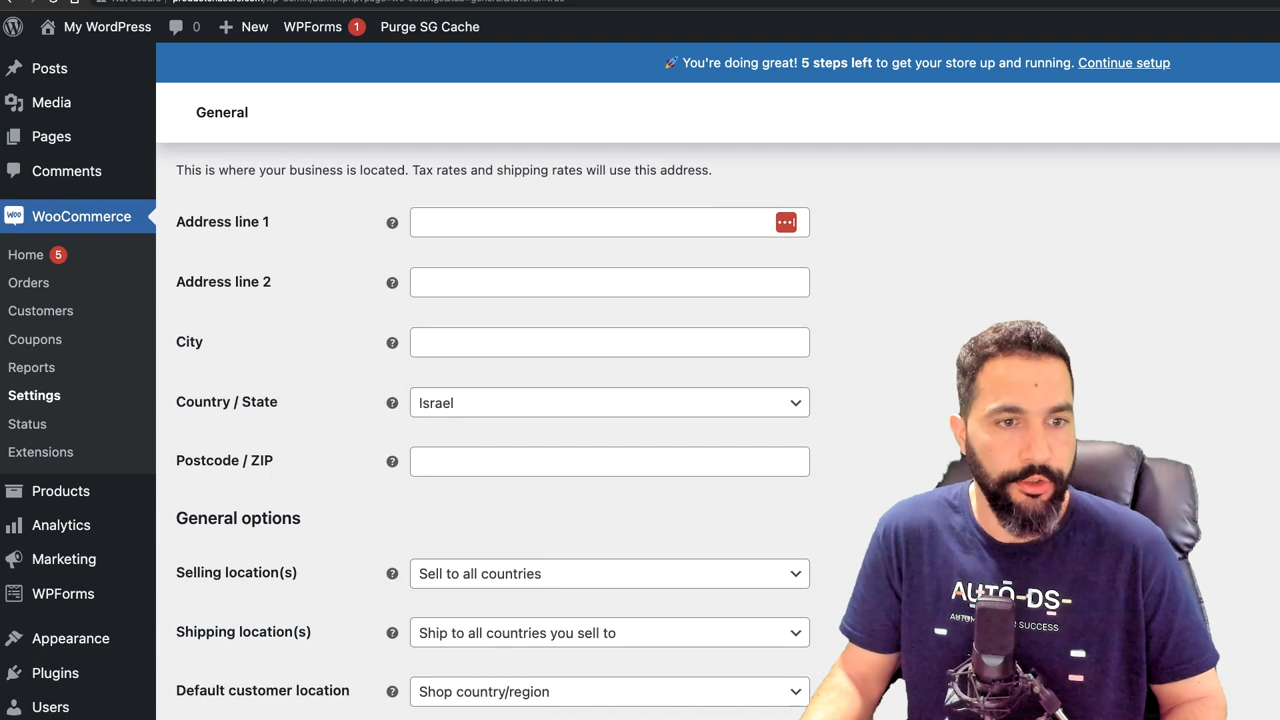 My WordPress
0
New
WPForms 1
Purge SG Cache
Posts
Media
Pages
Comments
WOO WooCommerce
Home 5
Orders
Customers
Coupons
Reports
Settings
Status
Extensions
Products
Analytics
Marketing
WPForms
Appearance
Plugins
Users
🚀 You're doing great! 5 steps left to get your store up and running. Continue setup
General
This is where your business is located. Tax rates and shipping rates will use this address.
Address line 1
Address line 2
City
Country / State
Israel
Postcode / ZIP
General options
Selling location(s)
Sell to all countries
Shipping location(s)
Ship to all countries you sell to
Default customer location
Shop country/region
AUTO-DS-
SUCCESS